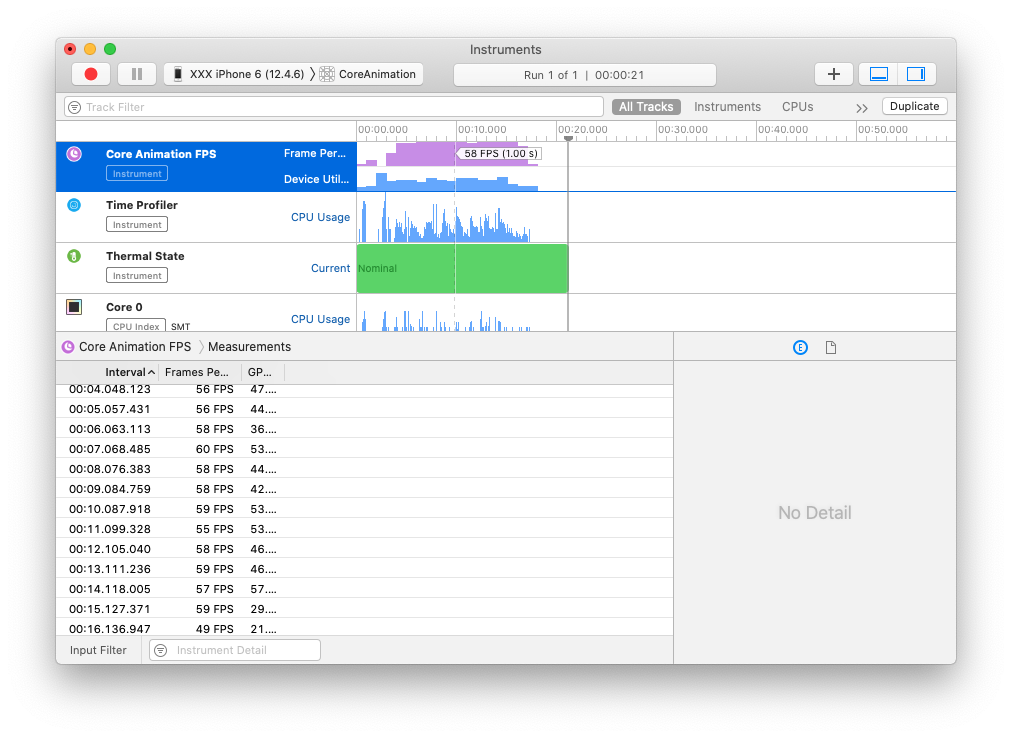 Instruments
XXX iPhone 6 (12.4.6) 〉 CoreAnimation
Run 1 of 1 | 00:00:21
Track Filter
All Tracks Instruments CPUs Duplicate
00:00.000 00:10.000 00:20.000 00:30.000 00:40.000 00:50.000
Core Animation FPS Frame Per...
58 FPS (1.00 s)
Instrument Device Util...
Time Profiler
CPU Usage
Instrument
Thermal State
Current Nominal
Instrument
Core 0
CPU Usage
CPU Index SMT
Core Animation FPS 〉 Measurements
E
Interval Frames Pe... GP...
00:04.048.123 56 FPS 47....
00:05.057.431 56 FPS 44....
00:06.063.113 58 FPS 36....
00:07.068.485 60 FPS 53....
00:08.076.383 58 FPS 44....
00:09.084.759 58 FPS 42....
00:10.087.918 59 FPS 53....
00:11.099.328 55 FPS 53....
00:12.105.040 58 FPS 46....
00:13.111.236 59 FPS 46....
00:14.118.005 57 FPS 57....
00:15.127.371 59 FPS 29....
00:16.136.947 49 FPS 21....
No Detail
Input Filter Instrument Detail